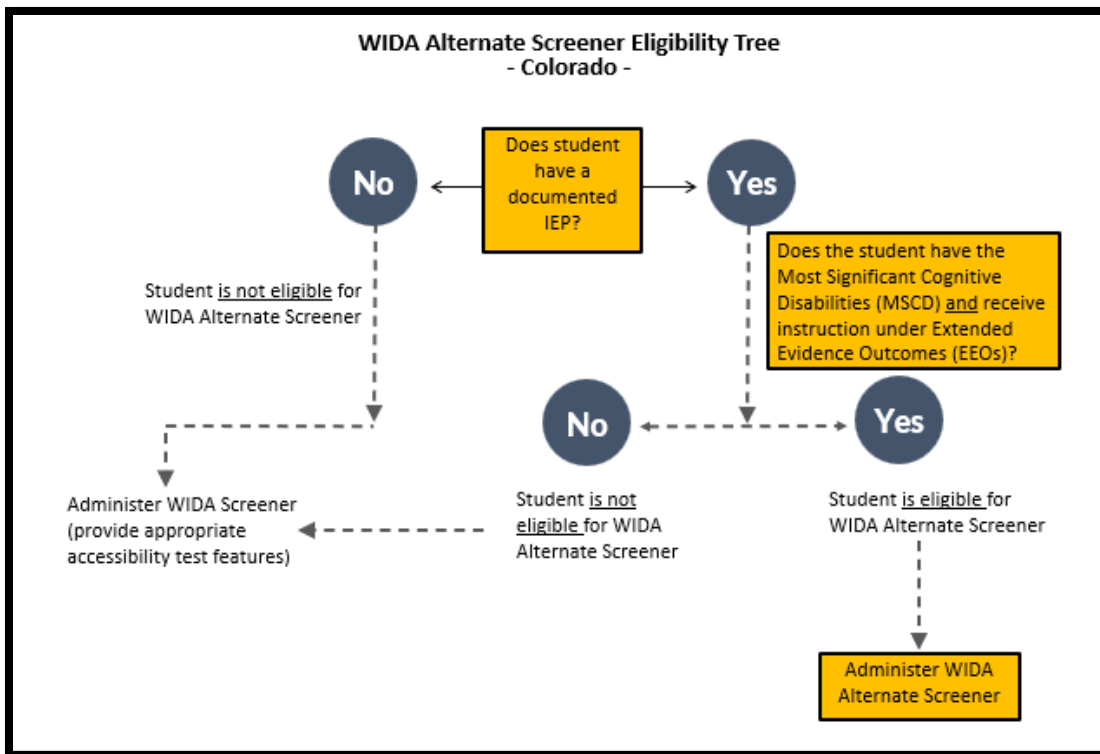 WIDA Alternate Screener Eligibility Tree
- Colorado -
Does student
have a
documented
IEP?
No
Yes
Student is not eligible for
WIDA Alternate Screener
Does the student have the
Most Significant Cognitive
Disabilities (MSCD) and receive
instruction under Extended
Evidence Outcomes (EEOs)?
No
Yes
Administer WIDA Screener
(provide appropriate
accessibility test features)
Student is not
eligible for WIDA
Alternate Screener
Student is eligible for
WIDA Alternate Screener
Administer WIDA
Alternate Screener